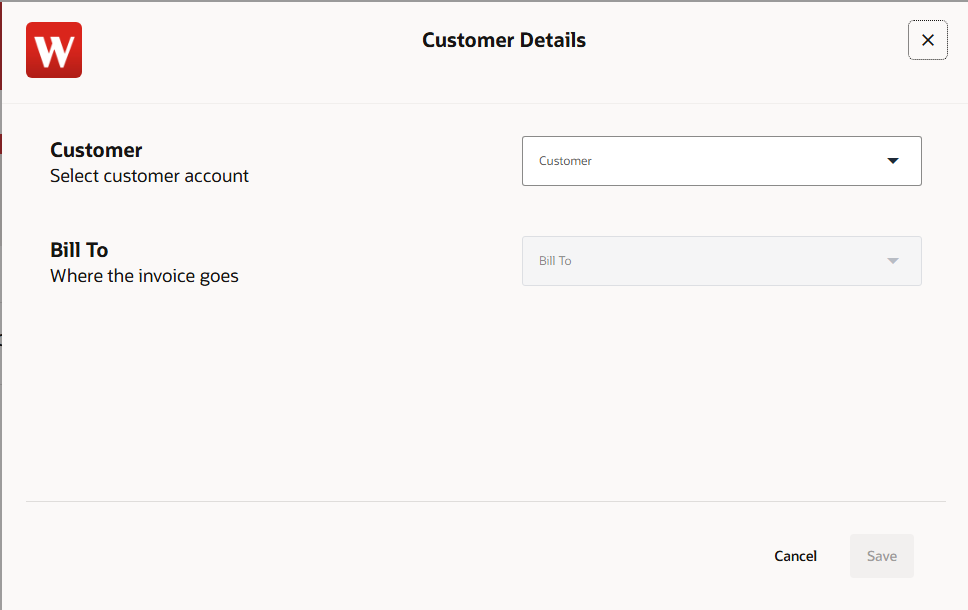 W
Customer Details
Customer
Select customer account
Customer
Bill To
Where the invoice goes
Bill To
Cancel
Save